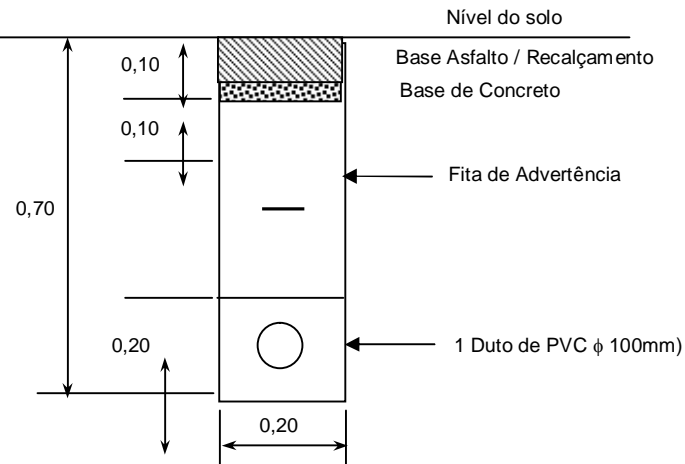 Nível do solo
0,10
Base Asfalto / Recalçamento
Base de Concreto
0,10
Fita de Advertência
0,70
0,20
1 Duto de PVC ϕ 100mm)
0,20